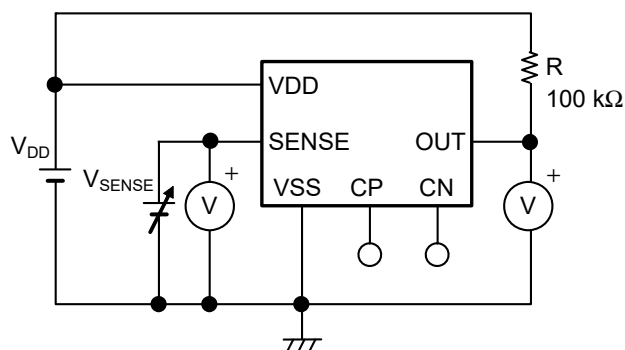 R
100 kΩ
VDD
V_DD
SENSE
OUT
V_SENSE
+
+
VSS
CP
CN
V
V